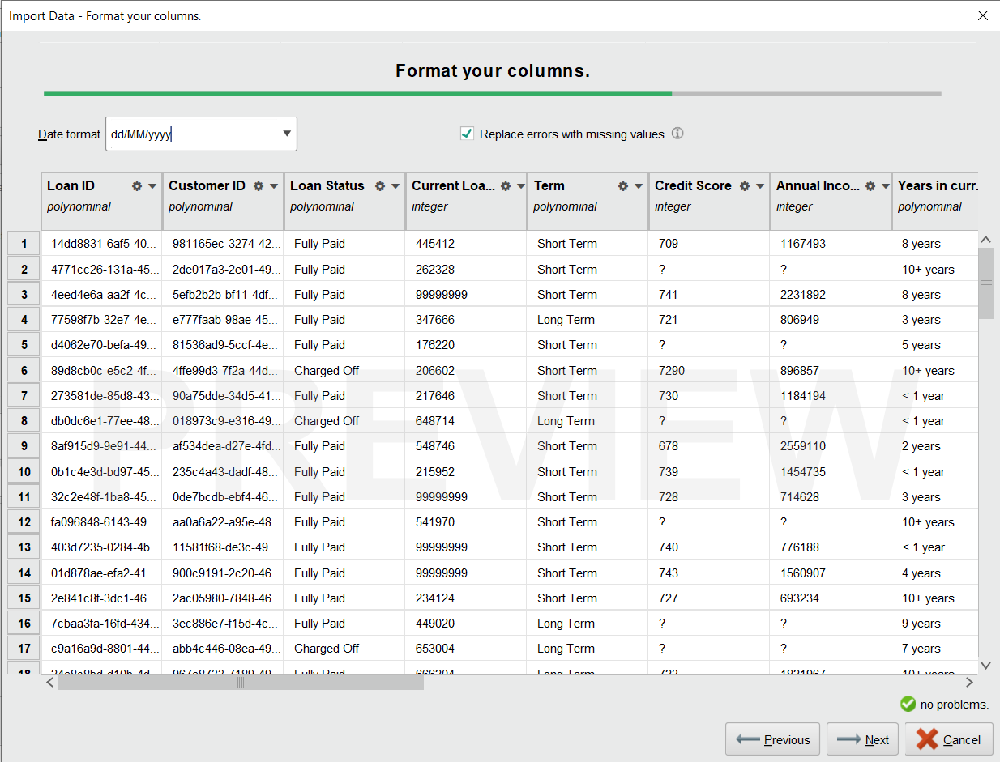 Import Data - Format your columns.
Format your columns.
Date format dd/MM/yyyy Replace errors with missing values
Loan ID Customer ID Loan Status Current Loa... Term Credit Score Annual Inco... Years in curr.
polynominal polynominal polynominal integer polynominal integer integer polynominal
1 14dd8831-6af5-40... 981165ec-3274-42... Fully Paid 445412 Short Term 709 1167493 8 years
2 4771cc26-131a-45... 2de017a3-2e01-49... Fully Paid 262328 Short Term ? ? 10+ years
3 4eed4e6a-aa2f-4c... 5efb2b2b-bf11-4df... Fully Paid 99999999 Short Term 741 2231892 8 years
4 77598f7b-32e7-4e... e777faab-98ae-45... Fully Paid 347666 Long Term 721 806949 3 years
5 d4062e70-befa-49... 81536ad9-5ccf-4e... Fully Paid 176220 Short Term ? ? 5 years
6 89d8cb0c-e5c2-4f... 4ffe99d3-7f2a-44d... Charged Off 206602 Short Term 7290 896857 10+ years
7 273581de-85d8-43... 90a75dde-34d5-41... Fully Paid 217646 Short Term 730 1184194 < 1 year
8 db0dc6e1-77ee-48... 018973c9-e316-49... Charged Off 648714 Long Term ? ? < 1 year
9 8af915d9-9e91-44... af534dea-d27e-4fd... Fully Paid 548746 Short Term 678 2559110 2 years
10 0b1c4e3d-bd97-45... 235c4a43-dadf-48... Fully Paid 215952 Short Term 739 1454735 < 1 year
11 32c2e48f-1ba8-45... 0de7bcdb-ebf4-46... Fully Paid 99999999 Short Term 728 714628 3 years
12 fa096848-6143-49... aa0a6a22-a95e-48... Fully Paid 541970 Short Term ? ? 10+ years
13 403d7235-0284-4b... 11581f68-de3c-49... Fully Paid 99999999 Short Term 740 776188 < 1 year
14 01d878ae-efa2-41... 900c9191-2c20-46... Fully Paid 99999999 Short Term 743 1560907 4 years
15 2e841c8f-3dc1-46... 2ac05980-7848-46... Fully Paid 234124 Short Term 727 693234 10+ years
16 7cbaa3fa-16fd-434... 3ec886e7-f15d-4c... Fully Paid 449020 Long Term ? ? 9 years
17 c9a16a9d-8801-44... abb4c446-08ea-49... Charged Off 653004 Long Term ? ? 7 years
18 Fully Paid Long Term 10+ years
PREVIEW
no problems.
Previous Next Cancel